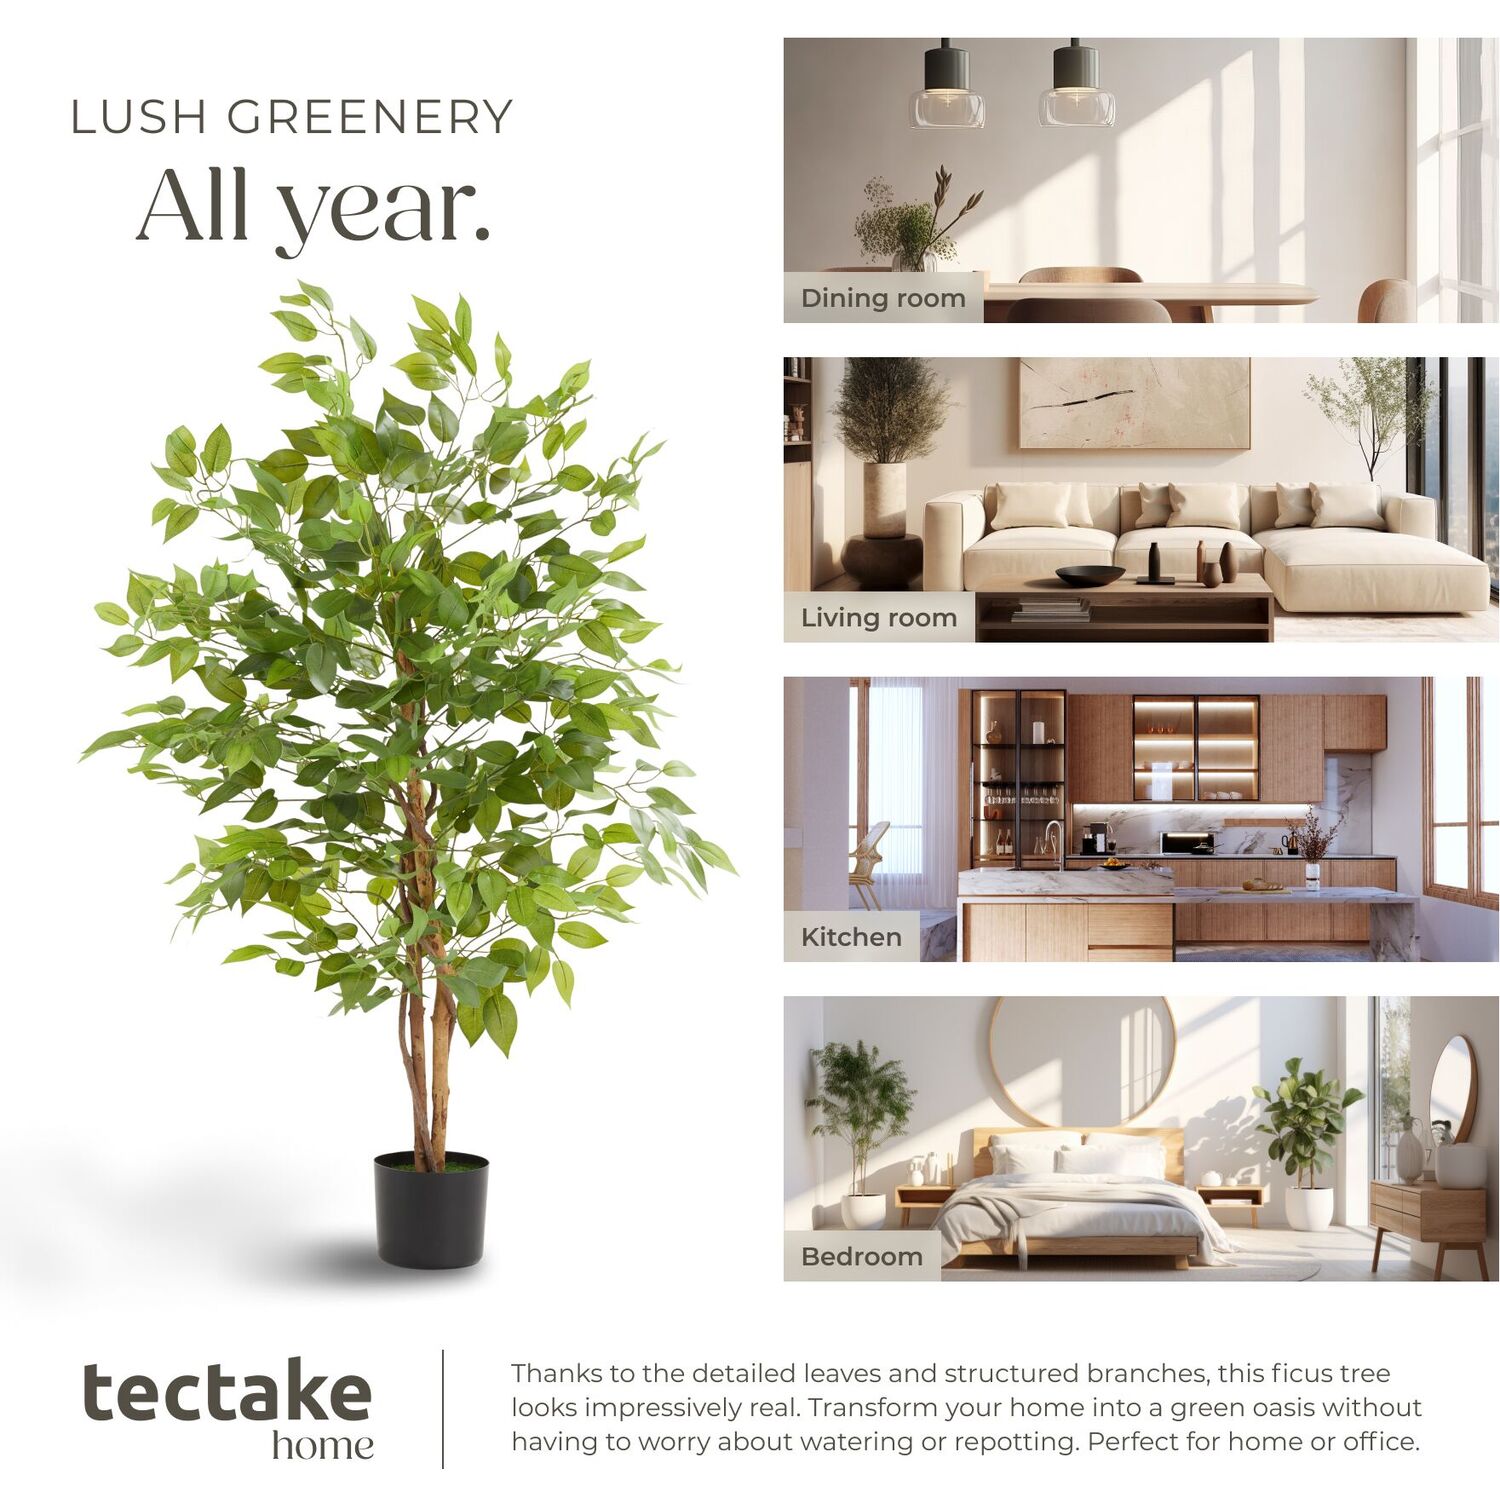 LUSH GREENERY
All year.
Dining room
Living room
Kitchen
Bedroom
tectake
home
Thanks to the detailed leaves and structured branches, this ficus tree
looks impressively real. Transform your home into a green oasis without
having to worry about watering or repotting. Perfect for home or office.